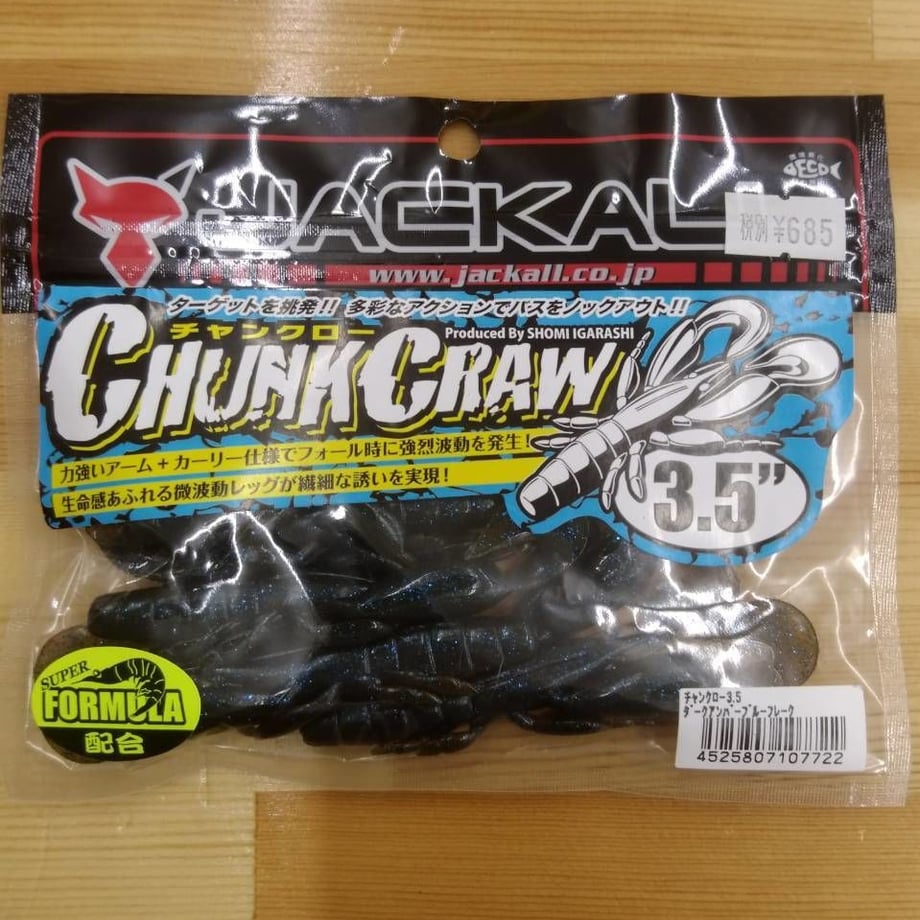 JACKALL
税別 ¥685
www.jackall.co.jp
ターゲットを挑発!! 多彩なアクションでバスをノックアウト!!
チャンクロー
Produced By SHOMI IGARASHI
CHUNK CRAW
力強いアーム+カーリー仕様でフォール時に強烈波動を発生!
生命感あふれる微波動レッグが繊細な誘いを実現!
3.5"
SUPER
FORMULA
配合
チャンクロー3.5
ダークアンバーブルーフレーク
4525807107722